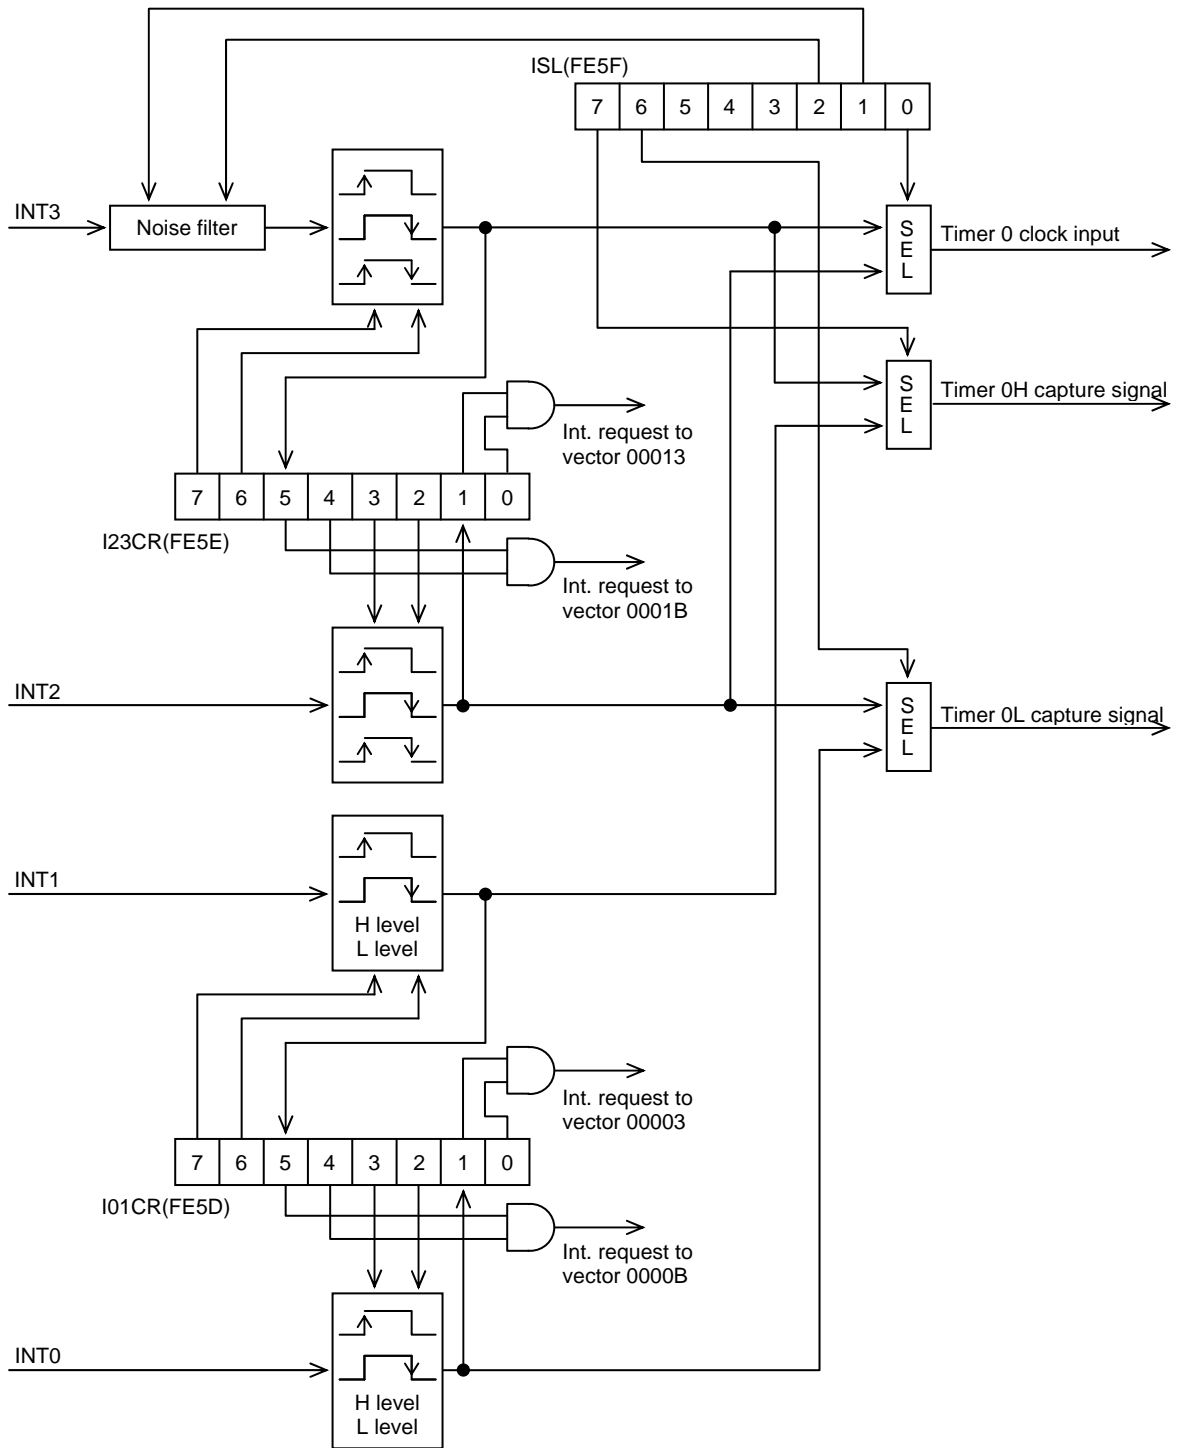 ISL(FE5F)
7 6 5 4 3 2 1 0
INT3
Noise filter
S
E
L
Timer 0 clock input
S
E
L
Timer 0H capture signal
Int. request to
vector 00013
7 6 5 4 3 2 1 0
I23CR(FE5E)
Int. request to
vector 0001B
INT2
S
E
L
Timer 0L capture signal
INT1
H level
L level
Int. request to
vector 00003
7 6 5 4 3 2 1 0
I01CR(FE5D)
Int. request to
vector 0000B
INT0
H level
L level